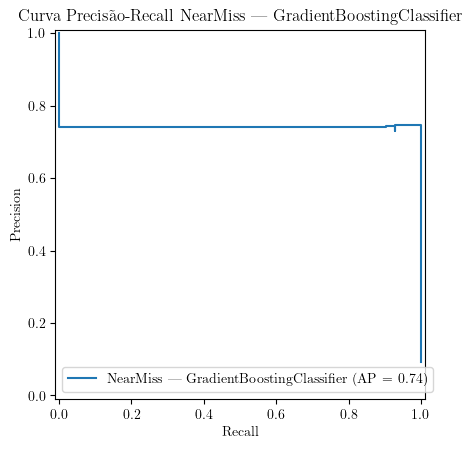 Curva Precisão-Recall NearMiss — GradientBoostingClassifier
1.0
0.8
0.6
0.4
0.2
0.0
Precision
NearMiss — GradientBoostingClassifier (AP = 0.74)
0.0 0.2 0.4 0.6 0.8 1.0
Recall